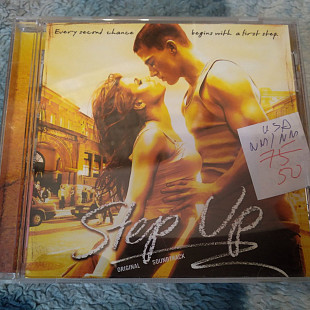 Every second chance begins with a first step.
USA
NM/NM
75
50
Step Up
ORIGINAL SOUNDTRACK